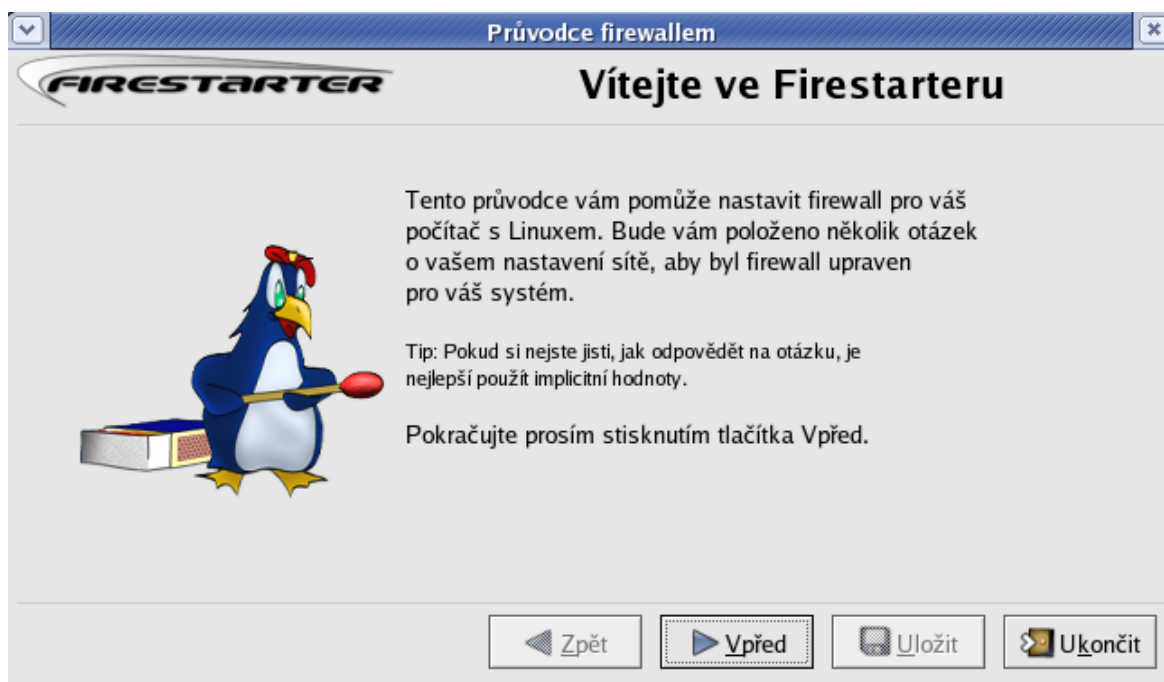 Průvodce firewallem
FIRESTARTER
Vítejte ve Firestarteru
Tento průvodce vám pomůže nastavit firewall pro váš
počítač s Linuxem. Bude vám položeno několik otázek
o vašem nastavení sítě, aby byl firewall upraven
pro váš systém.
Tip: Pokud si nejste jisti, jak odpovědět na otázku, je
nejlepší použít implicitní hodnoty.
Pokračujte prosím stisknutím tlačítka Vpřed.
Zpět
Vpřed
Uložit
Ukončit